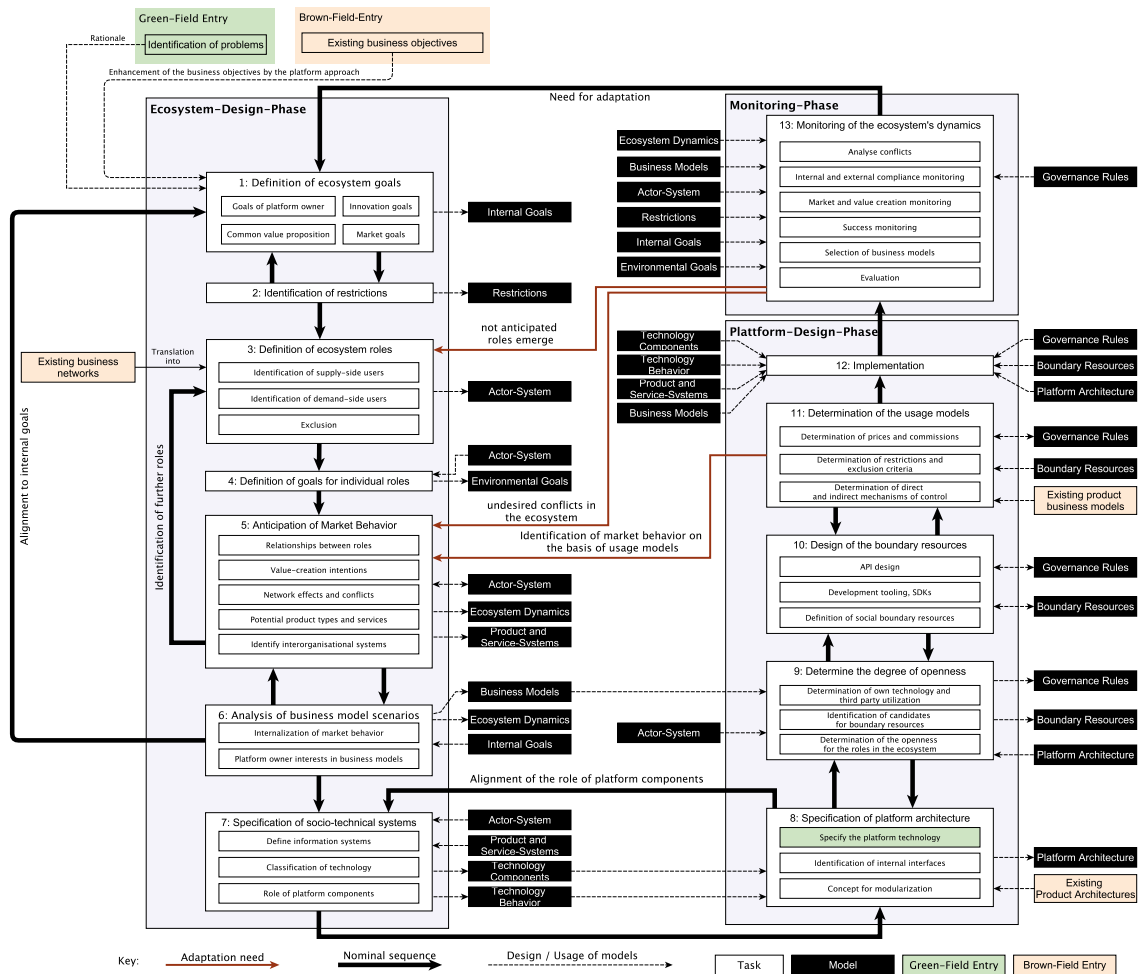 Green-Field Entry
Identification of problems
Brown-Field-Entry
Existing business objectives
Rationale
Enhancement of the business objectives by the platform approach
Need for adaptation
Ecosystem-Design-Phase
1: Definition of ecosystem goals
Goals of platform owner
Innovation goals
Common value proposition
Market goals
Internal Goals
2: Identification of restrictions
Restrictions
not anticipated
roles emerge
3: Definition of ecosystem roles
Identification of supply-side users
Identification of demand-side users
Exclusion
Actor-System
Existing business
networks
Translation
into
Alignment to internal goals
Identification of further roles
4: Definition of goals for individual roles
Actor-System
Environmental Goals
undesired conflicts in
the ecosystem
Identification of market behavior on
the basis of usage models
5: Anticipation of Market Behavior
Relationships between roles
Value-creation intentions
Network effects and conflicts
Potential product types and services
Identify interorganisational systems
Actor-System
Ecosystem Dynamics
Product and
Service-Systems
6: Analysis of business model scenarios
Internalization of market behavior
Platform owner interests in business models
Business Models
Ecosystem Dynamics
Internal Goals
Alignment of the role of platform components
7: Specification of socio-technical systems
Define information systems
Classification of technology
Role of platform components
Actor-System
Product and
Service-Systems
Technology
Components
Technology
Behavior
Monitoring-Phase
13: Monitoring of the ecosystem's dynamics
Analyse conflicts
Internal and external compliance monitoring
Market and value creation monitoring
Success monitoring
Selection of business models
Evaluation
Ecosystem Dynamics
Business Models
Actor-System
Restrictions
Internal Goals
Environmental Goals
Governance Rules
Plattform-Design-Phase
12: Implementation
Technology
Components
Technology
Behavior
Product and
Service-Systems
Business Models
Governance Rules
Boundary Resources
Platform Architecture
11: Determination of the usage models
Determination of prices and commissions
Determination of restrictions and
exclusion criteria
Determination of direct
and indirect mechanisms of control
Governance Rules
Boundary Resources
Existing product
business models
10: Design of the boundary resources
API design
Development tooling, SDKs
Definition of social boundary resources
Governance Rules
Boundary Resources
9: Determine the degree of openness
Determination of own technology and
third party utilization
Identification of candidates
for boundary resources
Determination of the openness
for the roles in the ecosystem
Actor-System
Governance Rules
Boundary Resources
Platform Architecture
8: Specification of platform architecture
Specify the platform technology
Identification of internal interfaces
Concept for modularization
Platform Architecture
Existing
Product Architectures
Key:
Adaptation need
Nominal sequence
Design / Usage of models
Task
Model
Green-Field Entry
Brown-Field Entry